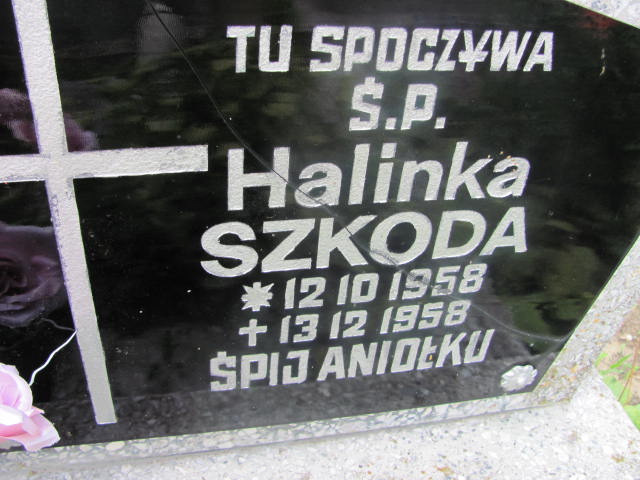 TU SPOCZYWA
Ś.P.
Halinka
SZKODA
* 12 10 1958
+ 13 12 1958
ŚPIJ ANIOŁKU